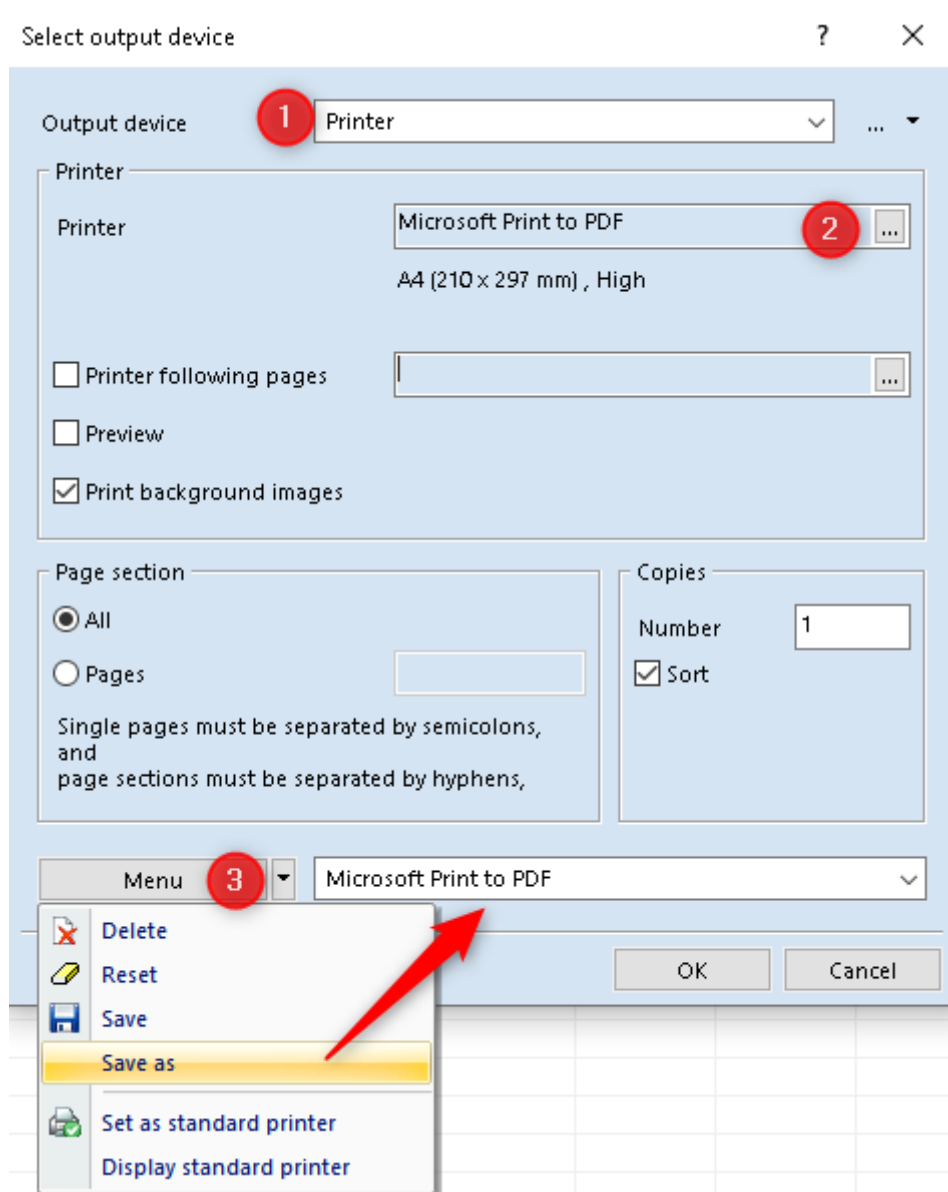 Select output device
?
Output device
1
Printer
...
Printer
Printer
Microsoft Print to PDF
2
...
A4 (210 x 297 mm) , High
Printer following pages
...
Preview
Print background images
Page section
All
Pages
Single pages must be separated by semicolons,
and
page sections must be separated by hyphens,
Copies
Number
1
Sort
Menu
3
Microsoft Print to PDF
Delete
Reset
Save
Save as
Set as standard printer
Display standard printer
OK
Cancel